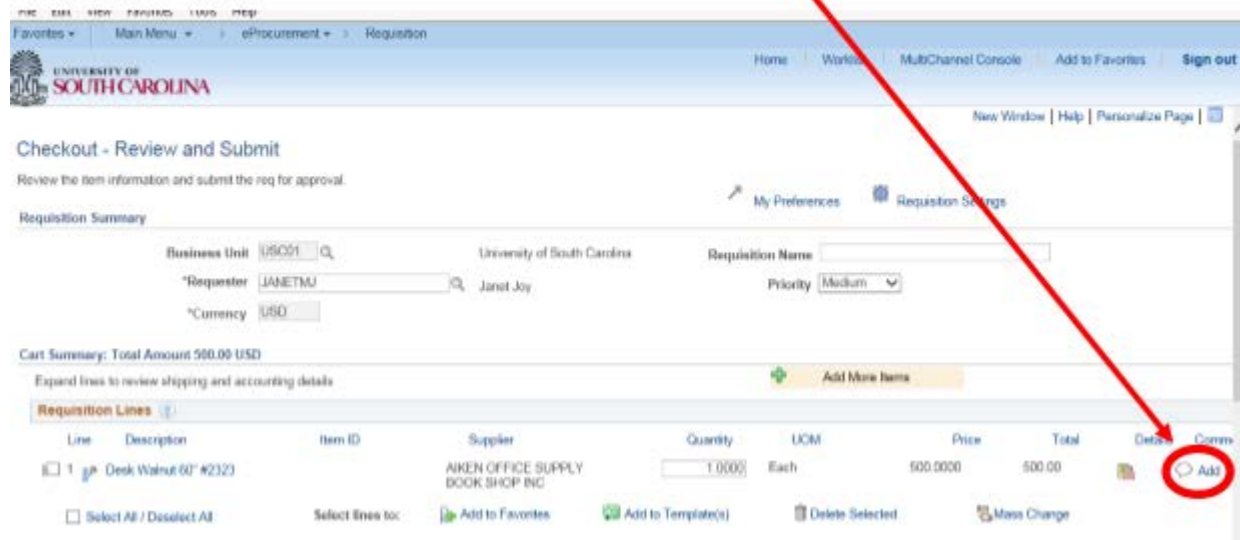 File Edit View Favorites Tools Help
Favorites Main Menu > eProcurement > Requisition
Home Worklist MultiChannel Console Add to Favorites Sign out
UNIVERSITY OF
SOUTH CAROLINA
New Window | Help | Personalize Page |
Checkout - Review and Submit
Review the item information and submit the req for approval.
My Preferences Requisition Settings
Requisition Summary
Business Unit USC01 University of South Carolina Requisition Name
*Requester JANETMJ Janet Joy Priority Medium
*Currency USD
Cart Summary: Total Amount 500.00 USD
Expand lines to review shipping and accounting details Add More Items
Requisition Lines
Line Description Item ID Supplier Quantity UOM Price Total Details Comme
1 Desk Walnut 60" #2323 AIKEN OFFICE SUPPLY 1.0000 Each 500.0000 500.00 Add
BOOK SHOP INC
Select All / Deselect All Select lines to: Add to Favorites Add to Template(s) Delete Selected Mass Change